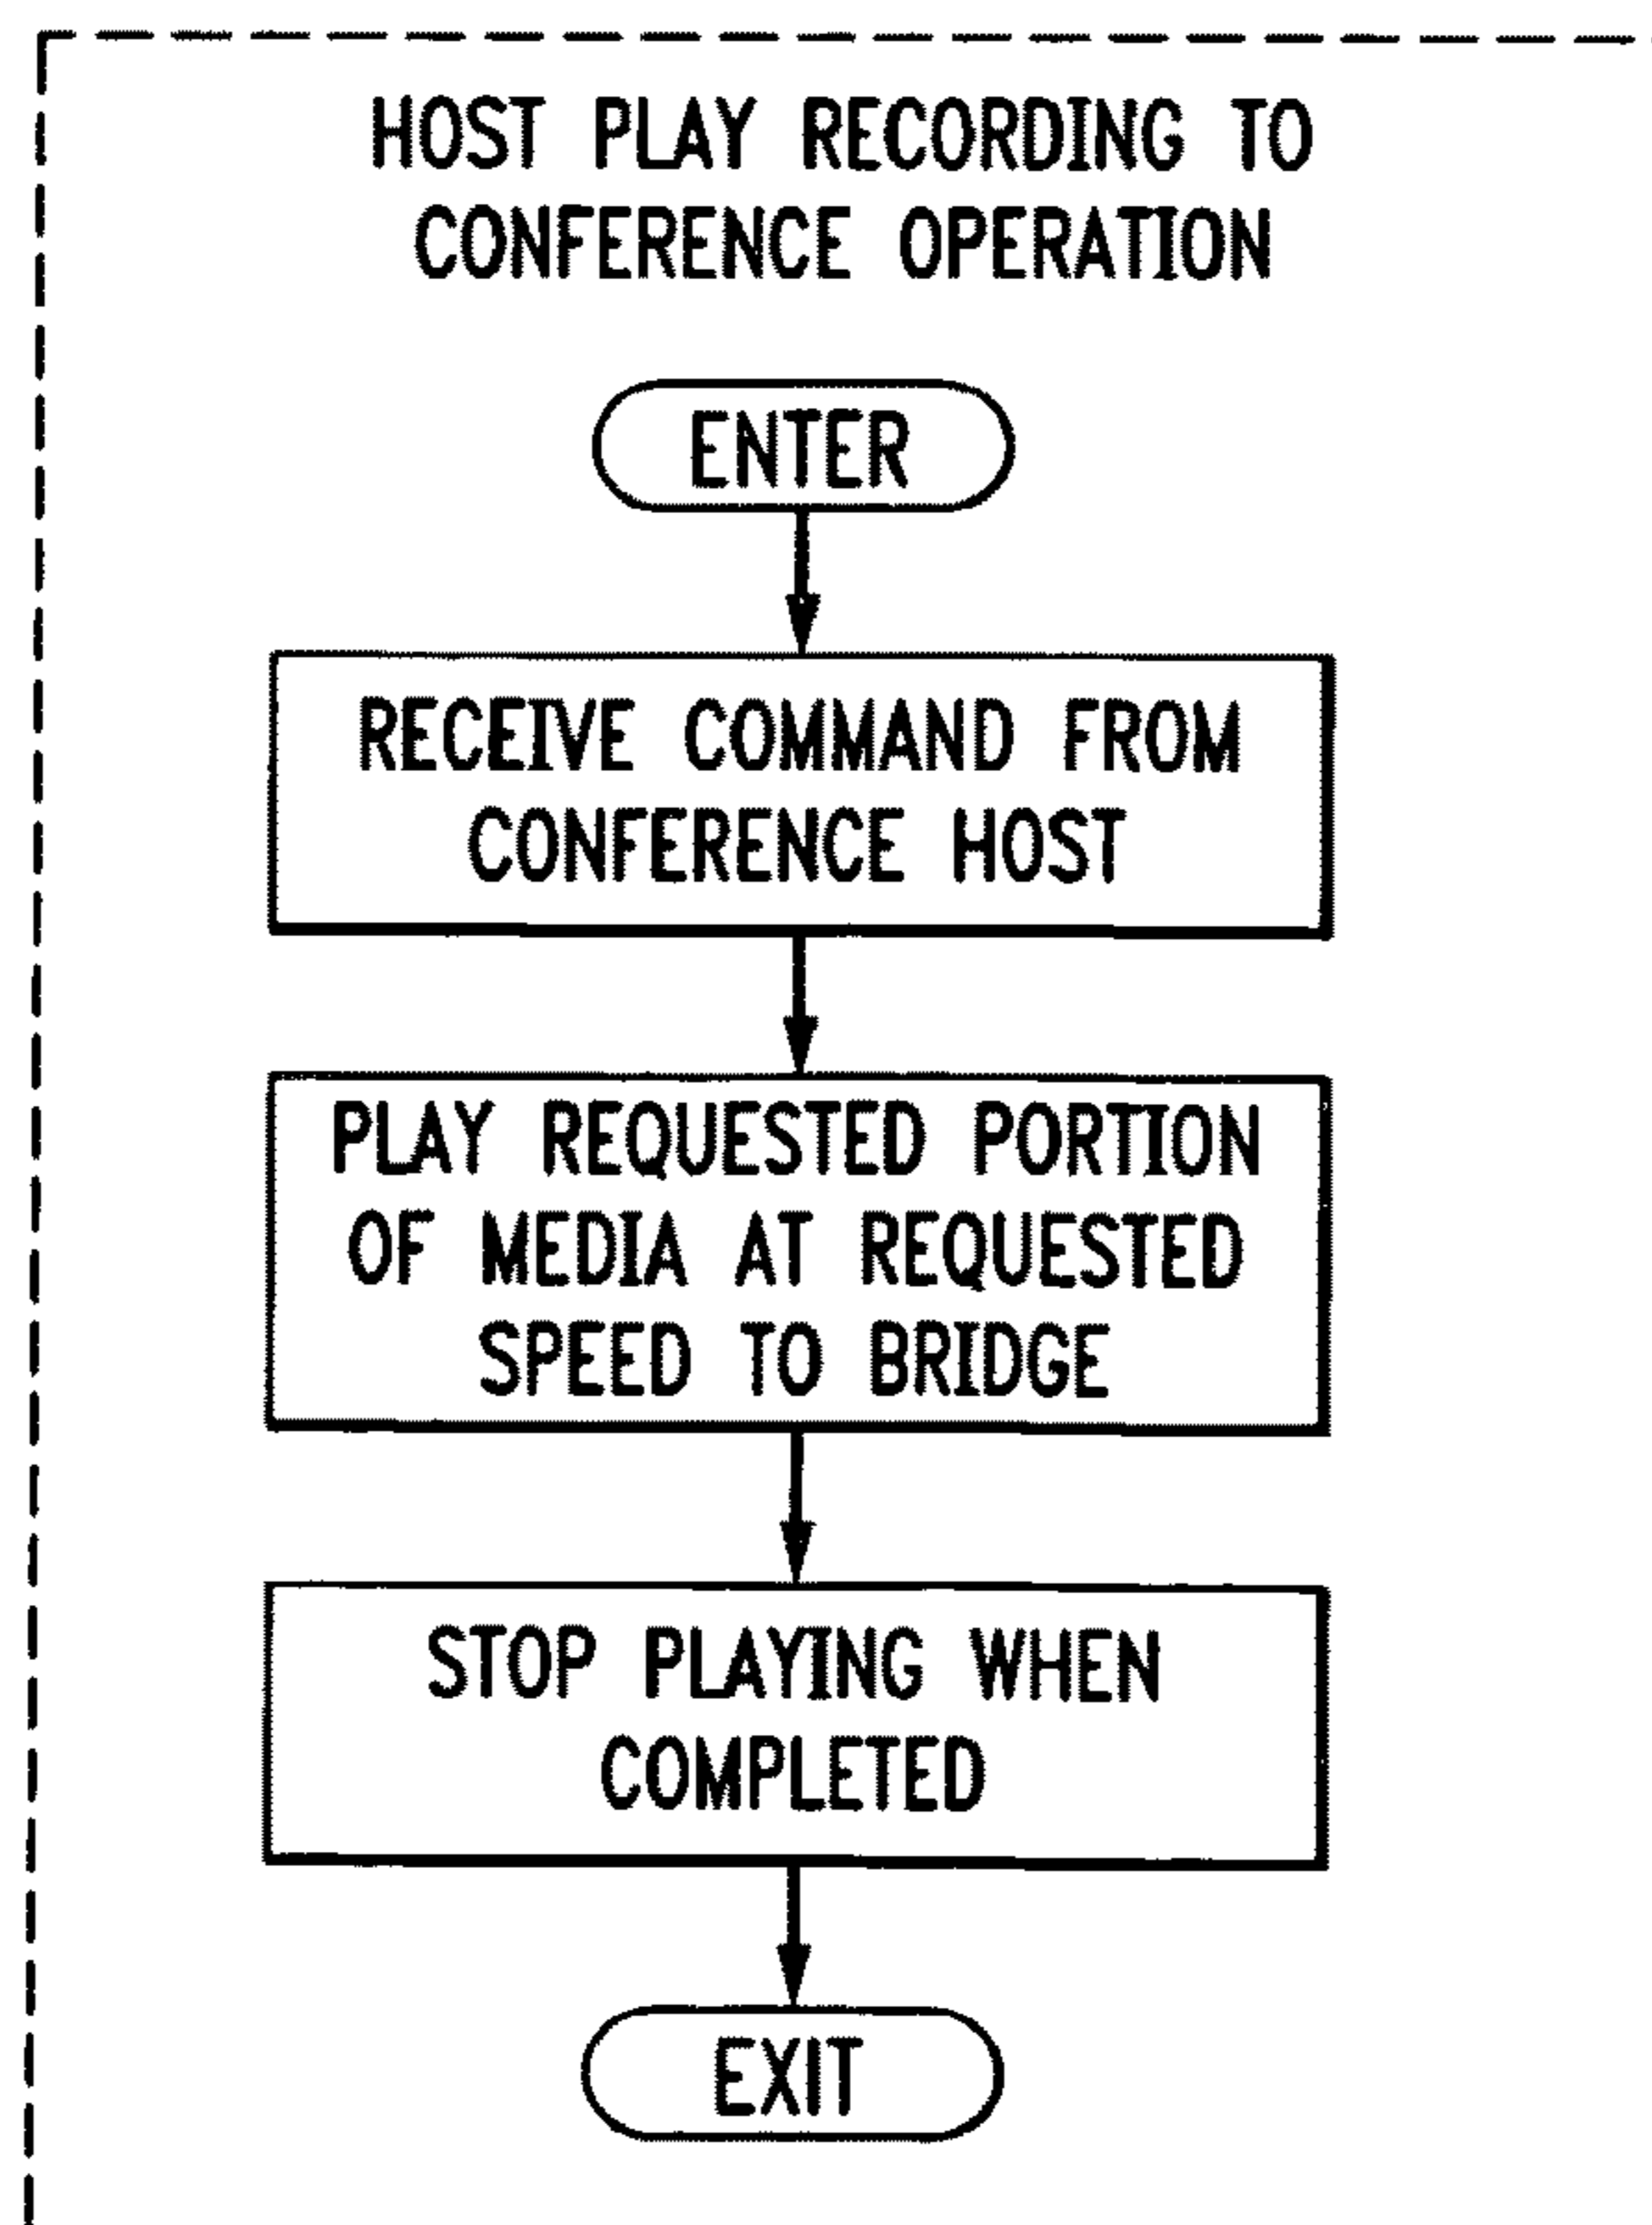 HOST PLAY RECORDING TO
CONFERENCE OPERATION
ENTER
RECEIVE COMMAND FROM
CONFERENCE HOST
PLAY REQUESTED PORTION
OF MEDIA AT REQUESTED
SPEED TO BRIDGE
STOP PLAYING WHEN
COMPLETED
EXIT